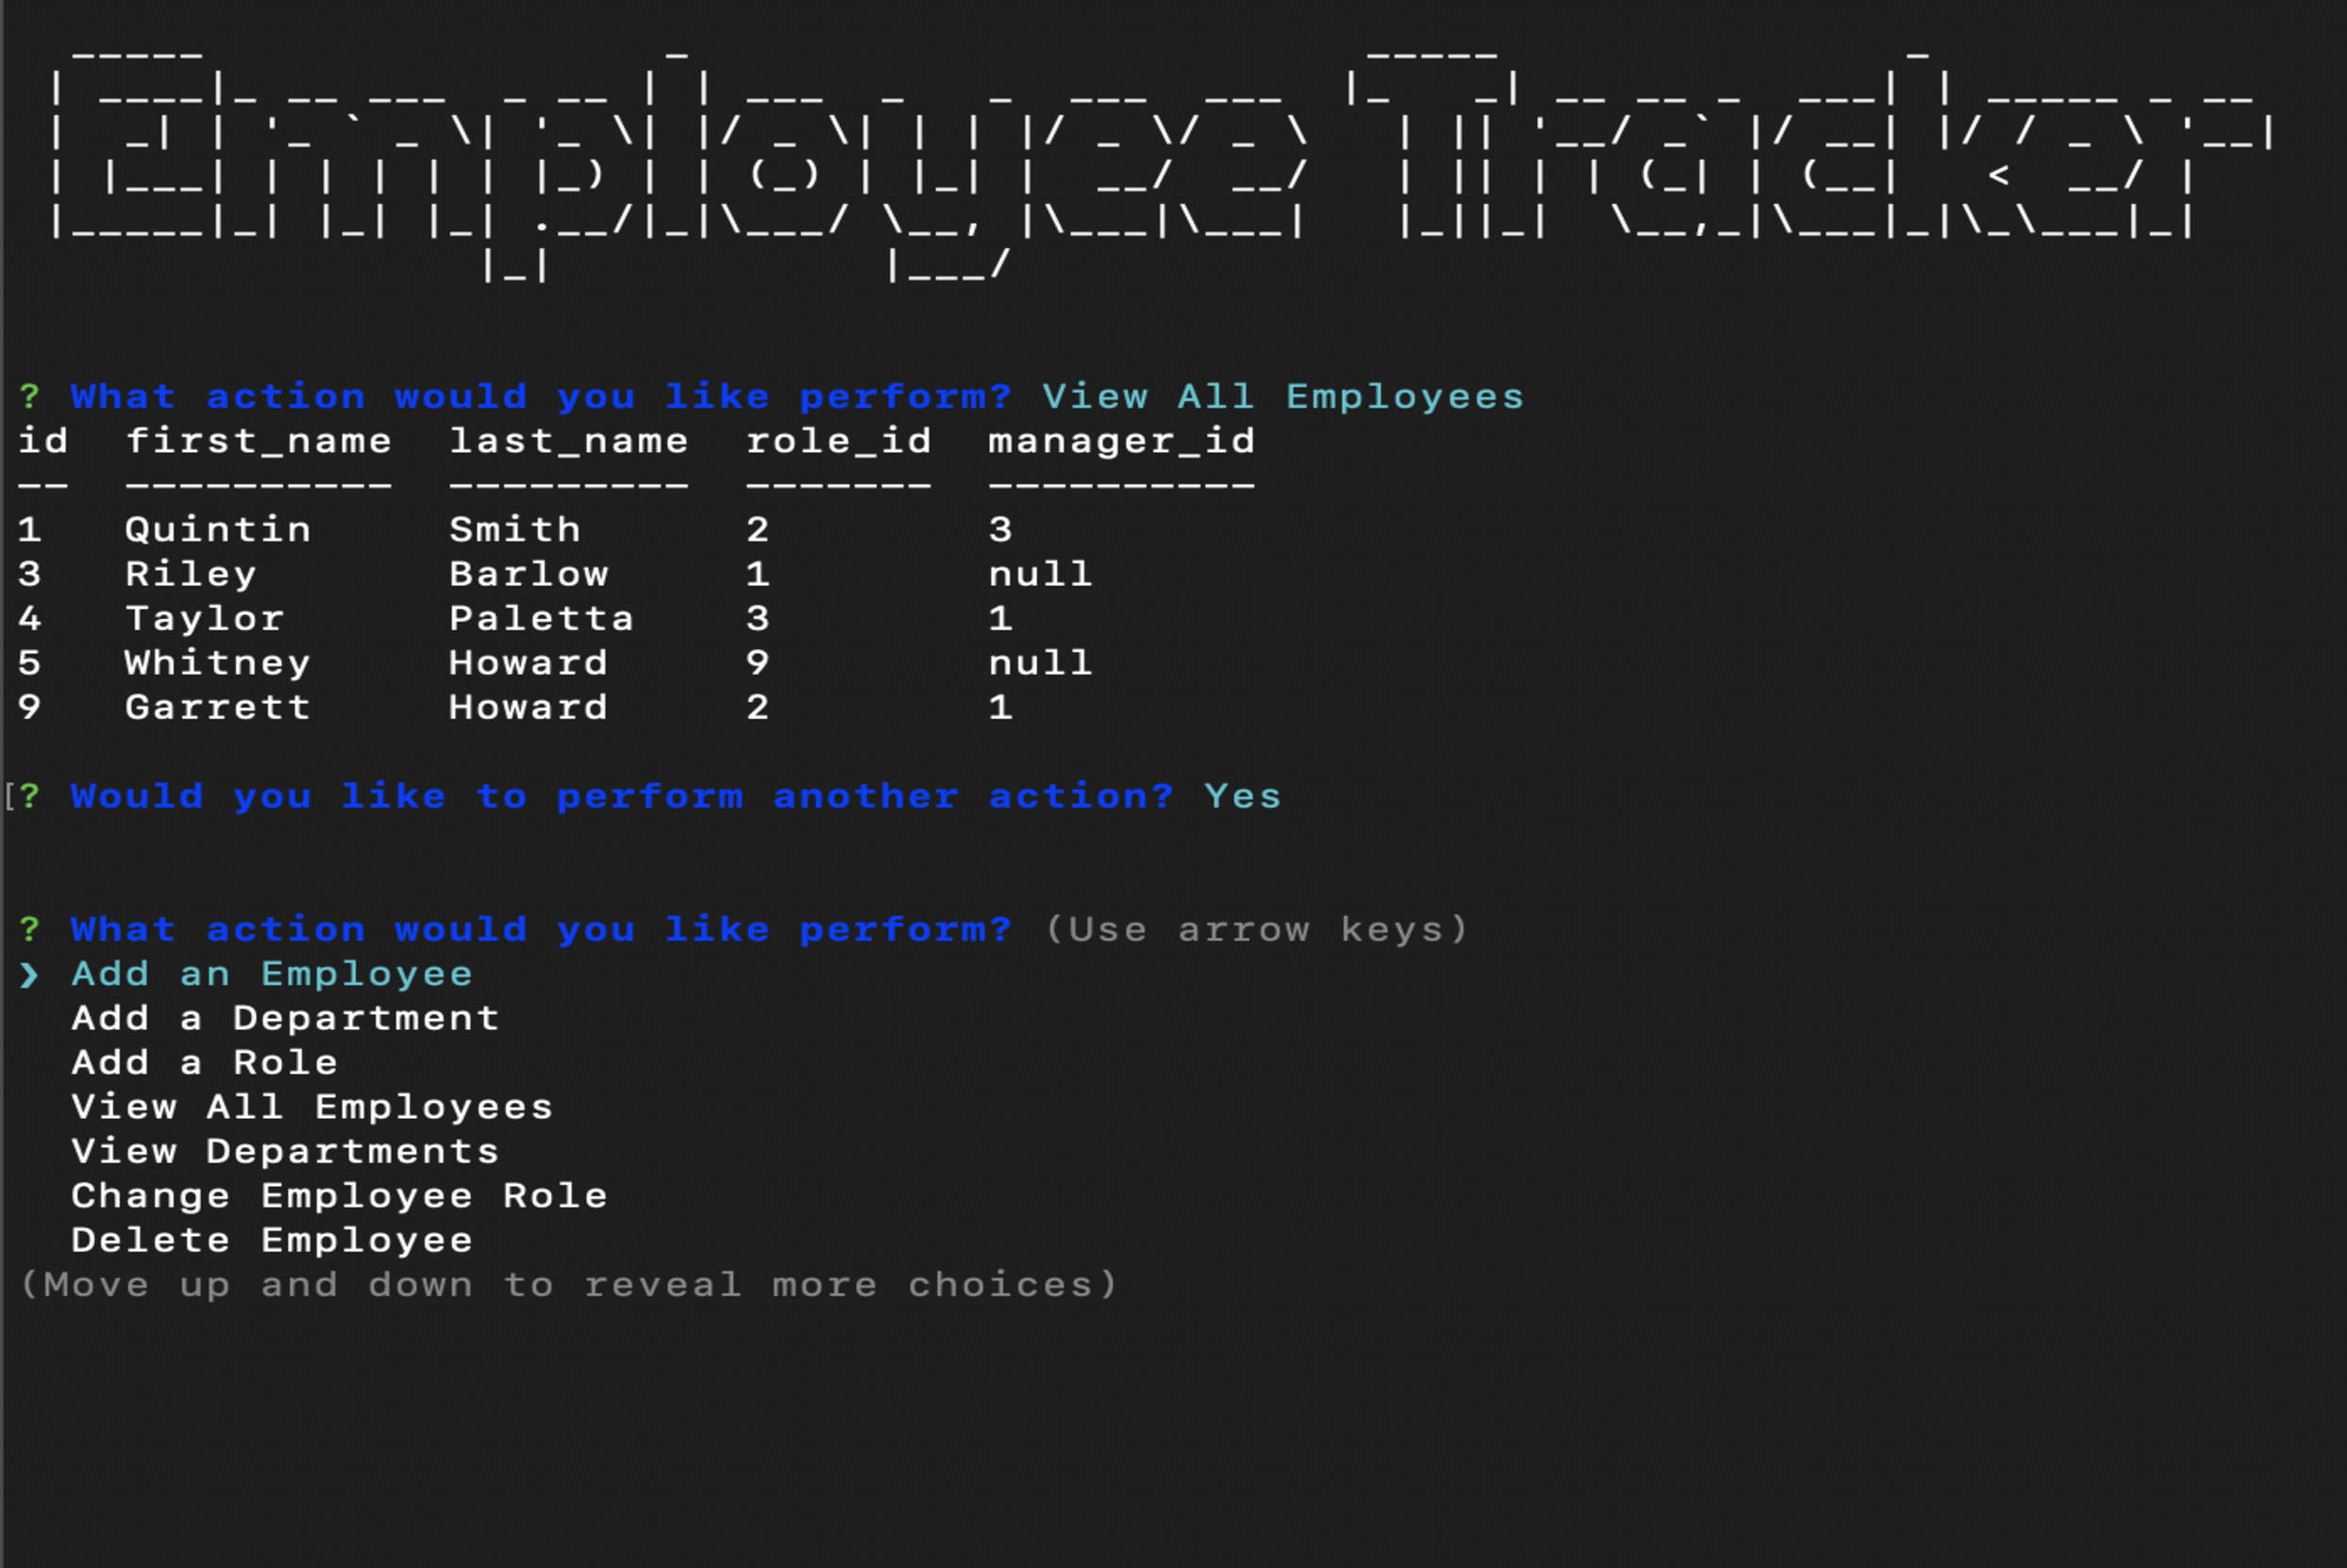 Employee Tracker
? What action would you like perform? View All Employees
id  first_name  last_name  role_id  manager_id
--  ----------  ---------  -------  ----------
1   Quintin     Smith      2        3
3   Riley       Barlow     1        null
4   Taylor      Paletta    3        1
5   Whitney     Howard     9        null
9   Garrett     Howard     2        1
[? Would you like to perform another action? Yes
? What action would you like perform? (Use arrow keys)
❯ Add an Employee
  Add a Department
  Add a Role
  View All Employees
  View Departments
  Change Employee Role
  Delete Employee
(Move up and down to reveal more choices)